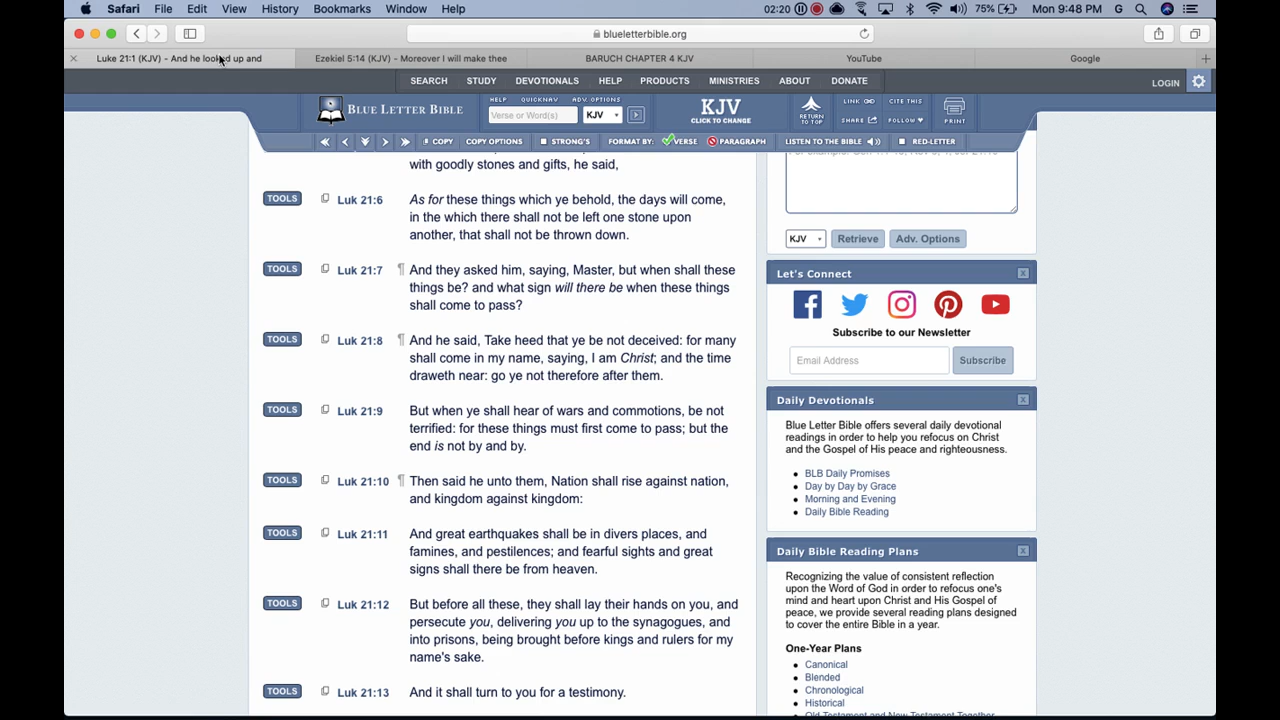 Safari File Edit View History Bookmarks Window Help 02:20 75% Mon 9:48 PM G
blueletterbible.org
Luke 21:1 (KJV) - And he looked up and Ezekiel 5:14 (KJV) - Moreover I will make thee BARUCH CHAPTER 4 KJV YouTube Google
SEARCH STUDY DEVOTIONALS HELP PRODUCTS MINISTRIES ABOUT DONATE LOGIN
BLUE LETTER BIBLE
HELP QUICKNAV ADV. OPTIONS
Verse or Word(s) KJV
KJV
CLICK TO CHANGE
RETURN TO TOP
LINK CITE THIS
SHARE FOLLOW
PRINT
COPY COPY OPTIONS STRONG'S FORMAT BY: VERSE PARAGRAPH LISTEN TO THE BIBLE RED-LETTER
with goodly stones and gifts, he said,
TOOLS Luk 21:6 As for these things which ye behold, the days will come,
in the which there shall not be left one stone upon
another, that shall not be thrown down.
TOOLS Luk 21:7 ¶ And they asked him, saying, Master, but when shall these
things be? and what sign will there be when these things
shall come to pass?
TOOLS Luk 21:8 ¶ And he said, Take heed that ye be not deceived: for many
shall come in my name, saying, I am Christ; and the time
draweth near: go ye not therefore after them.
TOOLS Luk 21:9 But when ye shall hear of wars and commotions, be not
terrified: for these things must first come to pass; but the
end is not by and by.
TOOLS Luk 21:10 ¶ Then said he unto them, Nation shall rise against nation,
and kingdom against kingdom:
TOOLS Luk 21:11 And great earthquakes shall be in divers places, and
famines, and pestilences; and fearful sights and great
signs shall there be from heaven.
TOOLS Luk 21:12 But before all these, they shall lay their hands on you, and
persecute you, delivering you up to the synagogues, and
into prisons, being brought before kings and rulers for my
name's sake.
TOOLS Luk 21:13 And it shall turn to you for a testimony.
KJV Retrieve Adv. Options
Let's Connect
Subscribe to our Newsletter
Email Address Subscribe
Daily Devotionals
Blue Letter Bible offers several daily devotional
readings in order to help you refocus on Christ
and the Gospel of His peace and righteousness.
BLB Daily Promises
Day by Day by Grace
Morning and Evening
Daily Bible Reading
Daily Bible Reading Plans
Recognizing the value of consistent reflection
upon the Word of God in order to refocus one's
mind and heart upon Christ and His Gospel of
peace, we provide several reading plans designed
to cover the entire Bible in a year.
One-Year Plans
Canonical
Blended
Chronological
Historical
Old Testament and New Testament Together